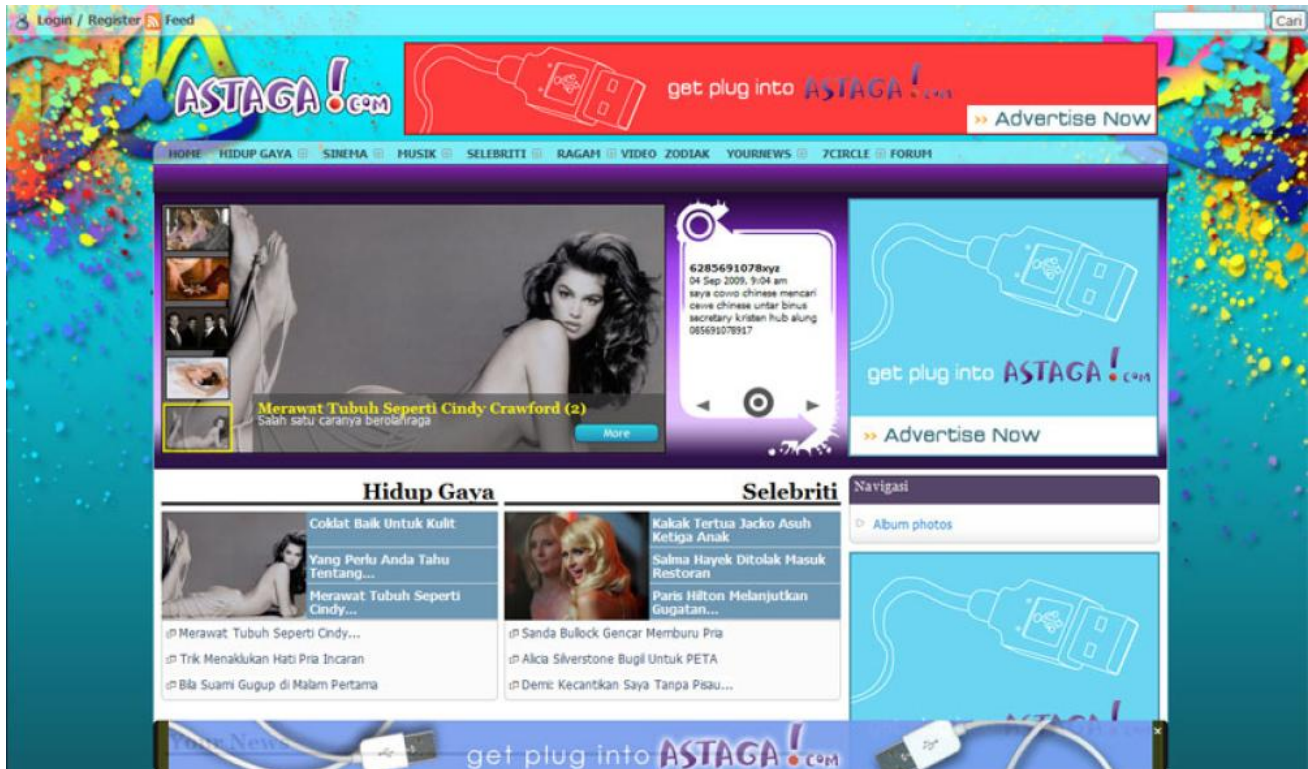 Login / Register Feed
Cari
ASTAGA!.com
get plug into ASTAGA!.com
» Advertise Now
HOME HIDUP GAYA SINEMA MUSIK SELEBRITI RAGAM VIDEO ZODIAK YOURNEWS 7CIRCLE FORUM
Merawat Tubuh Seperti Cindy Crawford (2)
Salah satu caranya berolahraga
More
6285691078xyz
04 Sep 2009, 9:04 am
saya cowo chinese mencari
cewe chinese untar binus
secretary kristen hub alung
085691078917
get plug into ASTAGA!.com
» Advertise Now
Hidup Gaya
Coklat Baik Untuk Kulit
Yang Perlu Anda Tahu
Tentang...
Merawat Tubuh Seperti
Cindy...
Merawat Tubuh Seperti Cindy...
Trik Menaklukan Hati Pria Incaran
Bila Suami Gugup di Malam Pertama
Selebriti
Kakak Tertua Jacko Asuh
Ketiga Anak
Salma Hayek Ditolak Masuk
Restoran
Paris Hilton Melanjutkan
Gugatan...
Sanda Bullock Gencar Memburu Pria
Alicia Silverstone Bugil Untuk PETA
Demi: Kecantikan Saya Tanpa Pisau...
Navigasi
Album photos
Your News
get plug into ASTAGA!.com